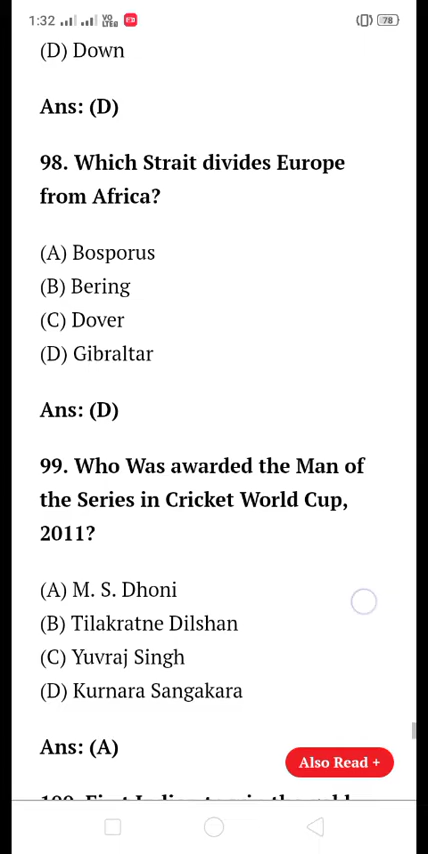 1:32 VO LTE 78
(D) Down
Ans: (D)
98. Which Strait divides Europe
from Africa?
(A) Bosporus
(B) Bering
(C) Dover
(D) Gibraltar
Ans: (D)
99. Who Was awarded the Man of
the Series in Cricket World Cup,
2011?
(A) M. S. Dhoni
(B) Tilakratne Dilshan
(C) Yuvraj Singh
(D) Kurnara Sangakara
Ans: (A)
Also Read +